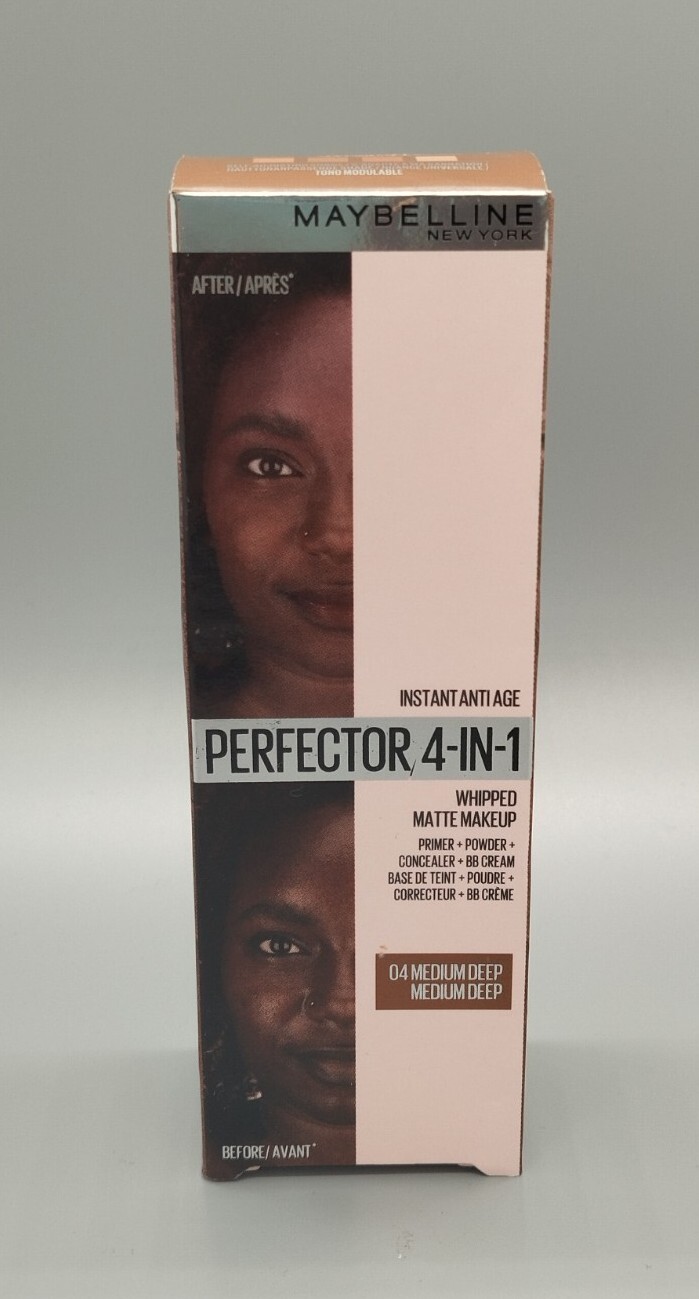 TONO MODULABLE
MAYBELLINE
NEW YORK
AFTER / APRÈS*
INSTANT ANTI AGE
PERFECTOR 4-IN-1
WHIPPED
MATTE MAKEUP
PRIMER + POWDER +
CONCEALER + BB CREAM
BASE DE TEINT + POUDRE +
CORRECTEUR + BB CRÈME
04 MEDIUM DEEP
MEDIUM DEEP
BEFORE / AVANT*